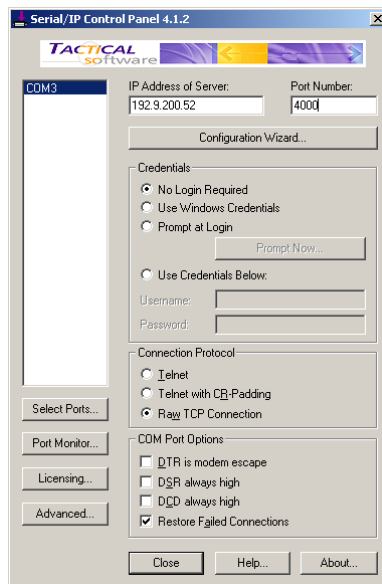 Serial/IP Control Panel 4.1.2
TACTICAL
software
COM3
IP Address of Server:
Port Number:
192.9.200.52
4000
Configuration Wizard...
Credentials
No Login Required
Use Windows Credentials
Prompt at Login
Prompt Now...
Use Credentials Below:
Username:
Password:
Connection Protocol
Telnet
Telnet with CR-Padding
Raw TCP Connection
Select Ports...
Port Monitor...
Licensing...
Advanced...
COM Port Options
DTR is modem escape
DSR always high
DCD always high
Restore Failed Connections
Close
Help...
About...